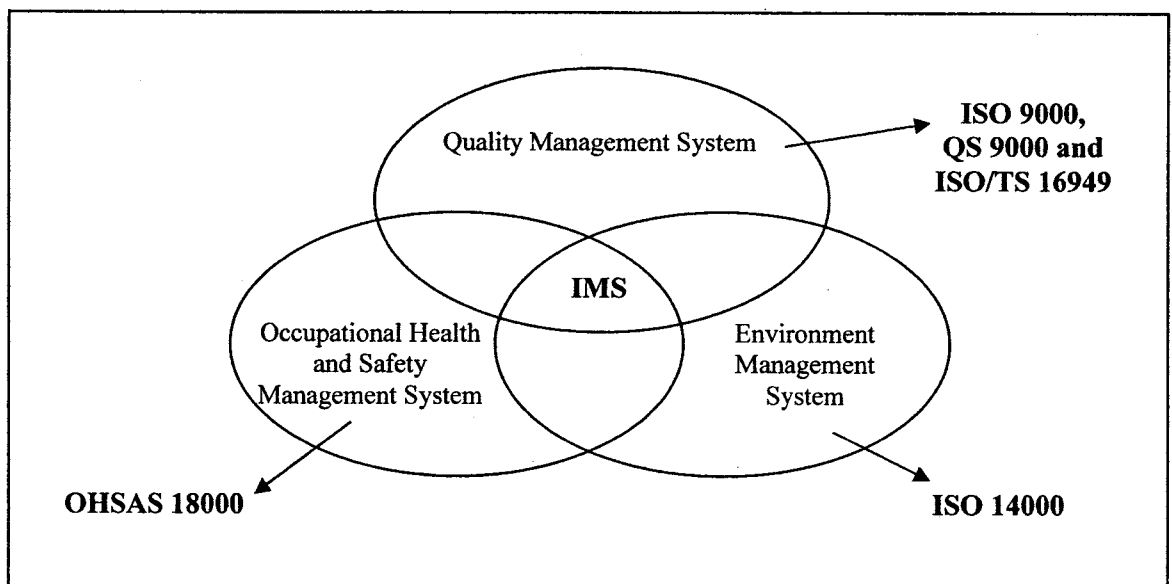 Quality Management System
ISO 9000,
QS 9000 and
ISO/TS 16949
IMS
Occupational Health
and Safety
Management System
Environment
Management
System
OHSAS 18000
ISO 14000